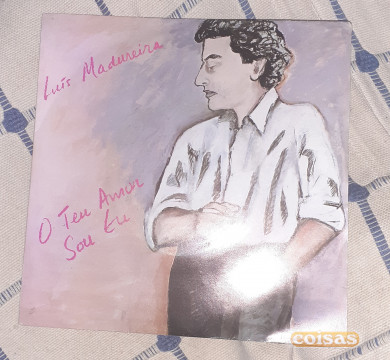 Luís Madureira
O Teu Amor
Sou Eu
coisas